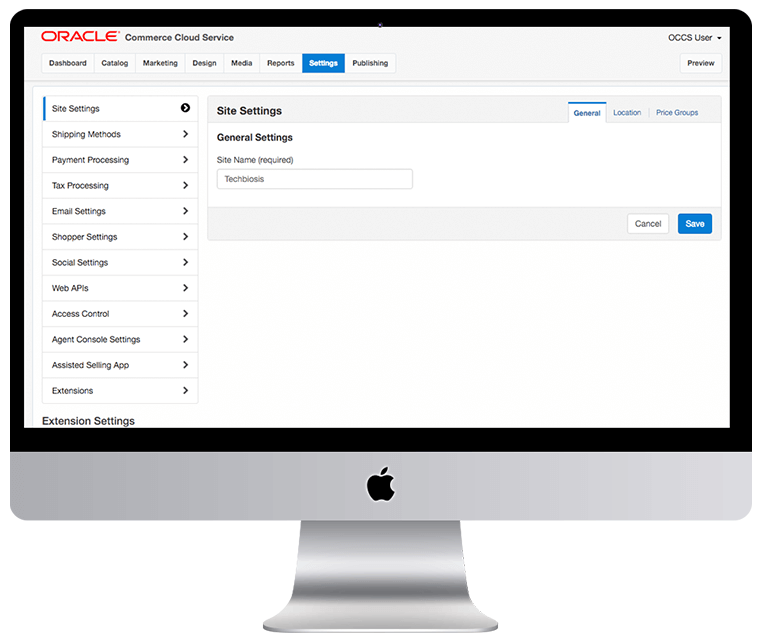 ORACLE Commerce Cloud Service
OCCS User
Dashboard Catalog Marketing Design Media Reports Settings Publishing Preview
Site Settings
Shipping Methods
Payment Processing
Tax Processing
Email Settings
Shopper Settings
Social Settings
Web APIs
Access Control
Agent Console Settings
Assisted Selling App
Extensions
Extension Settings
Site Settings
General Location Price Groups
General Settings
Site Name (required)
Techbiosis
Cancel Save